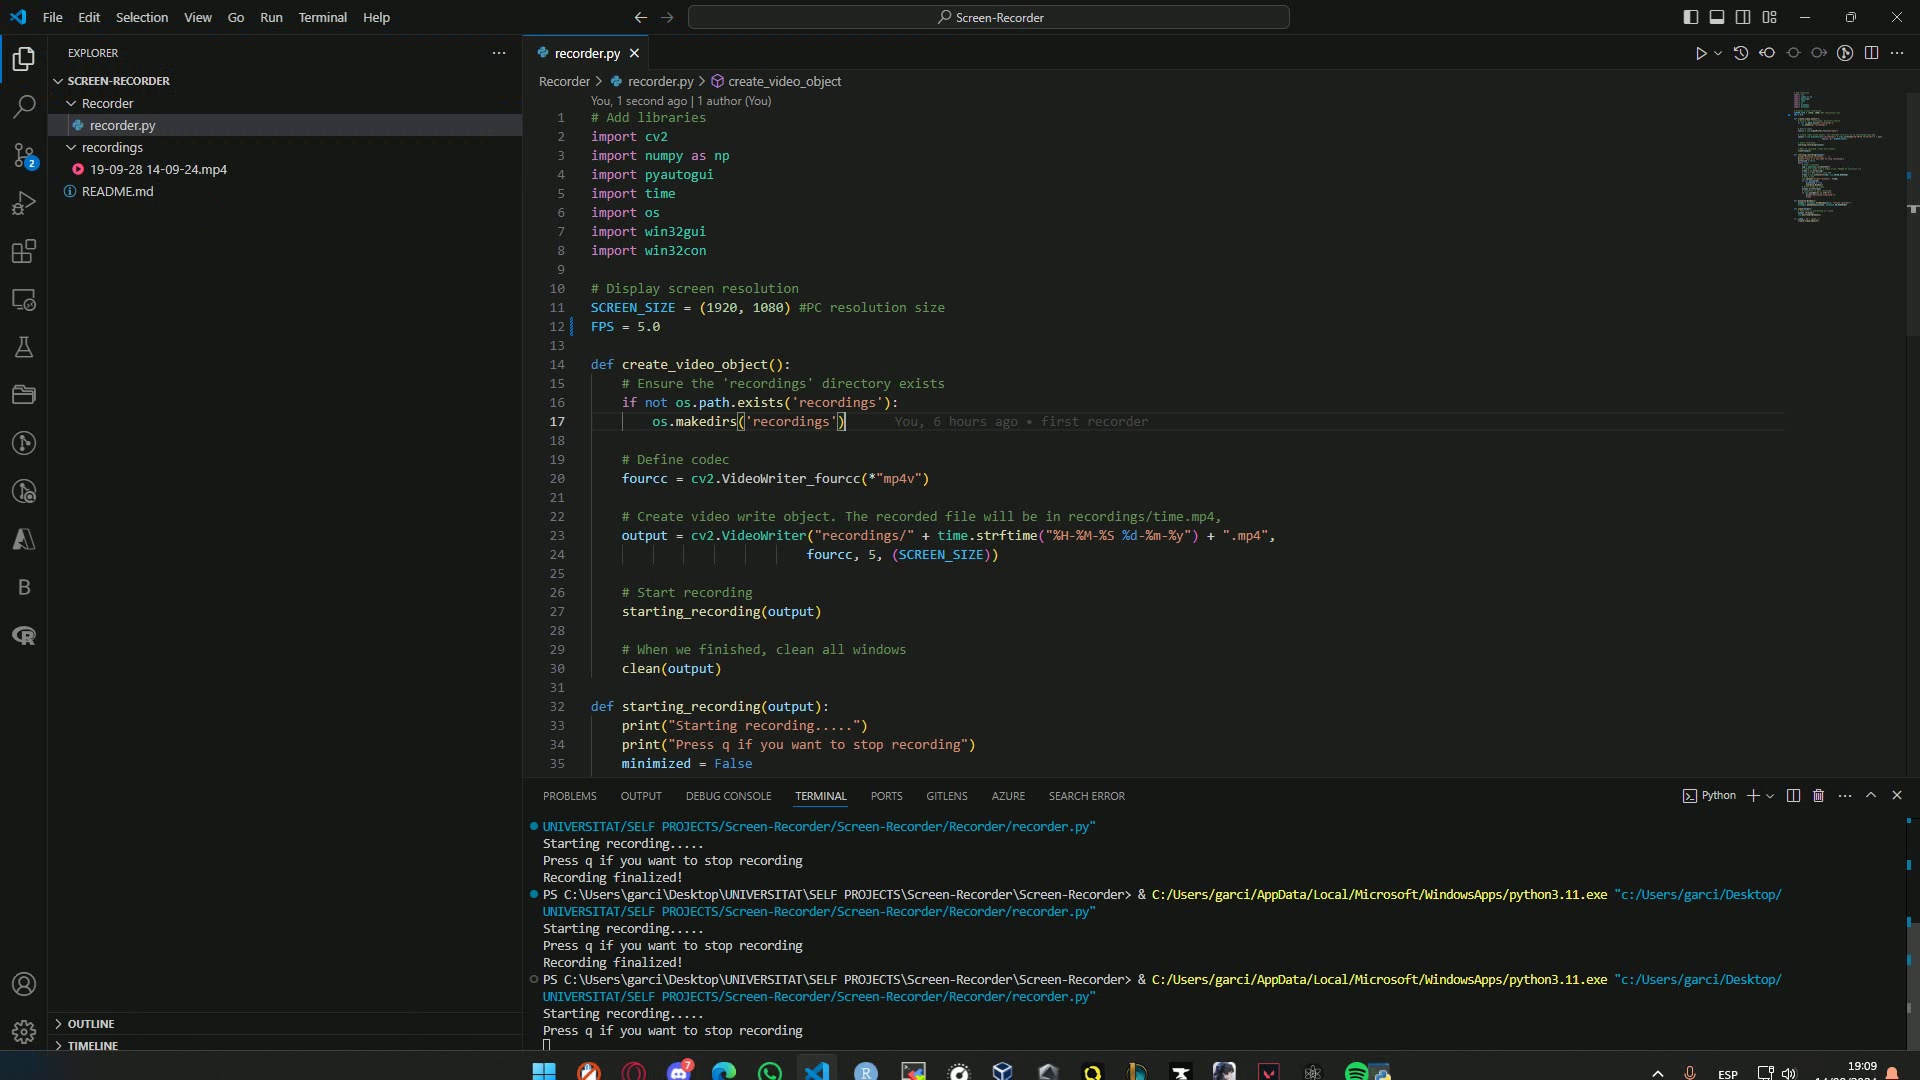 File Edit Selection View Go Run Terminal Help
Screen-Recorder
EXPLORER
SCREEN-RECORDER
Recorder
recorder.py
recordings
19-09-28 14-09-24.mp4
README.md
2
B
OUTLINE
TIMELINE
recorder.py
Recorder > recorder.py > create_video_object
You, 1 second ago | 1 author (You)
1 # Add libraries
2 import cv2
3 import numpy as np
4 import pyautogui
5 import time
6 import os
7 import win32gui
8 import win32con
9
10 # Display screen resolution
11 SCREEN_SIZE = (1920, 1080) #PC resolution size
12 FPS = 5.0
13
14 def create_video_object():
15 # Ensure the 'recordings' directory exists
16 if not os.path.exists('recordings'):
17 os.makedirs('recordings') You, 6 hours ago • first recorder
18
19 # Define codec
20 fourcc = cv2.VideoWriter_fourcc(*"mp4v")
21
22 # Create video write object. The recorded file will be in recordings/time.mp4,
23 output = cv2.VideoWriter("recordings/" + time.strftime("%H-%M-%S %d-%m-%y") + ".mp4",
24 fourcc, 5, (SCREEN_SIZE))
25
26 # Start recording
27 starting_recording(output)
28
29 # When we finished, clean all windows
30 clean(output)
31
32 def starting_recording(output):
33 print("Starting recording.....")
34 print("Press q if you want to stop recording")
35 minimized = False
PROBLEMS OUTPUT DEBUG CONSOLE TERMINAL PORTS GITLENS AZURE SEARCH ERROR
Python
UNIVERSITAT/SELF PROJECTS/Screen-Recorder/Screen-Recorder/Recorder/recorder.py"
Starting recording.....
Press q if you want to stop recording
Recording finalized!
PS C:\Users\garci\Desktop\UNIVERSITAT\SELF PROJECTS\Screen-Recorder\Screen-Recorder> & C:/Users/garci/AppData/Local/Microsoft/WindowsApps/python3.11.exe "c:/Users/garci/Desktop/
UNIVERSITAT/SELF PROJECTS/Screen-Recorder/Screen-Recorder/Recorder/recorder.py"
Starting recording.....
Press q if you want to stop recording
Recording finalized!
PS C:\Users\garci\Desktop\UNIVERSITAT\SELF PROJECTS\Screen-Recorder\Screen-Recorder> & C:/Users/garci/AppData/Local/Microsoft/WindowsApps/python3.11.exe "c:/Users/garci/Desktop/
UNIVERSITAT/SELF PROJECTS/Screen-Recorder/Screen-Recorder/Recorder/recorder.py"
Starting recording.....
Press q if you want to stop recording
7
ESP
19:09